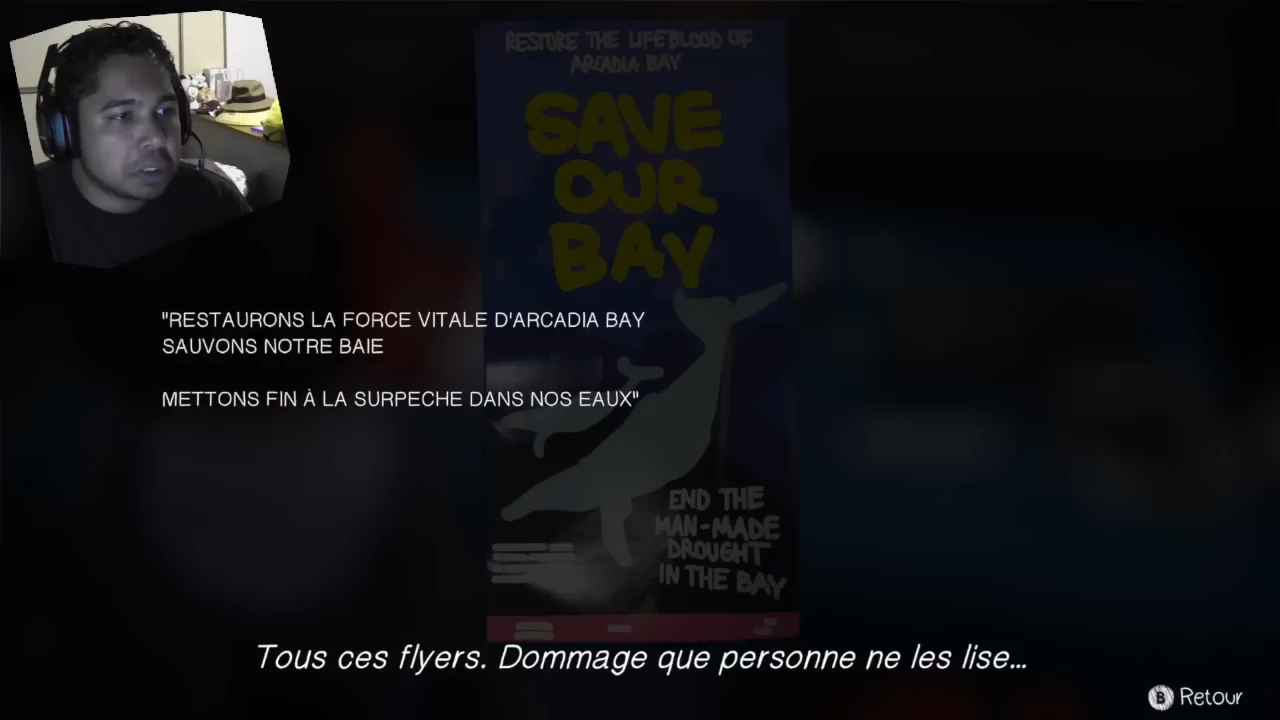 RESTORE THE LIFEBLOOD OF
ARCADIA BAY
SAVE
OUR
BAY
"RESTAURONS LA FORCE VITALE D'ARCADIA BAY
SAUVONS NOTRE BAIE
METTONS FIN À LA SURPECHE DANS NOS EAUX"
END THE
MAN-MADE
DROUGHT
IN THE BAY
Tous ces flyers. Dommage que personne ne les lise...
B Retour